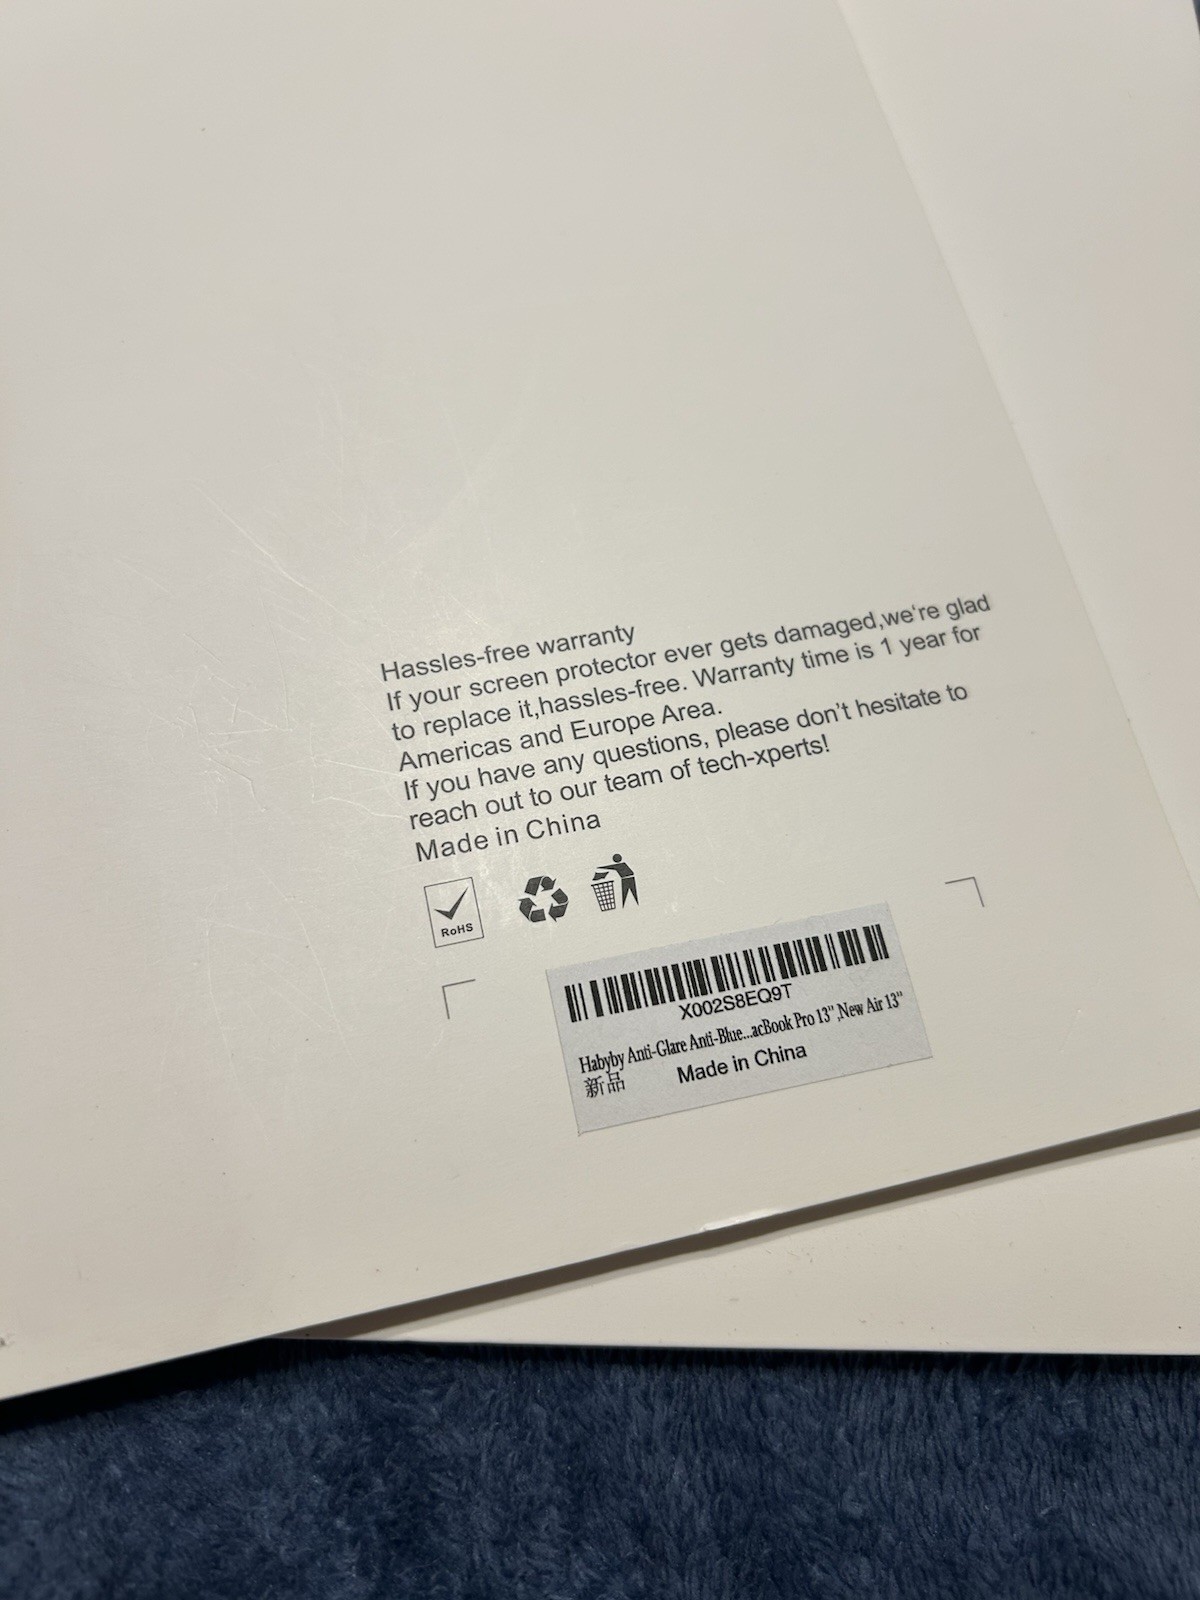 Hassles-free warranty
If your screen protector ever gets damaged,we‘re glad
to replace it,hassles-free. Warranty time is 1 year for
Americas and Europe Area.
If you have any questions, please don’t hesitate to
reach out to our team of tech-xperts!
Made in China
RoHS
X002S8EQ9T
Habyby Anti-Glare Anti-Blue...acBook Pro 13",New Air 13"
新品 Made in China